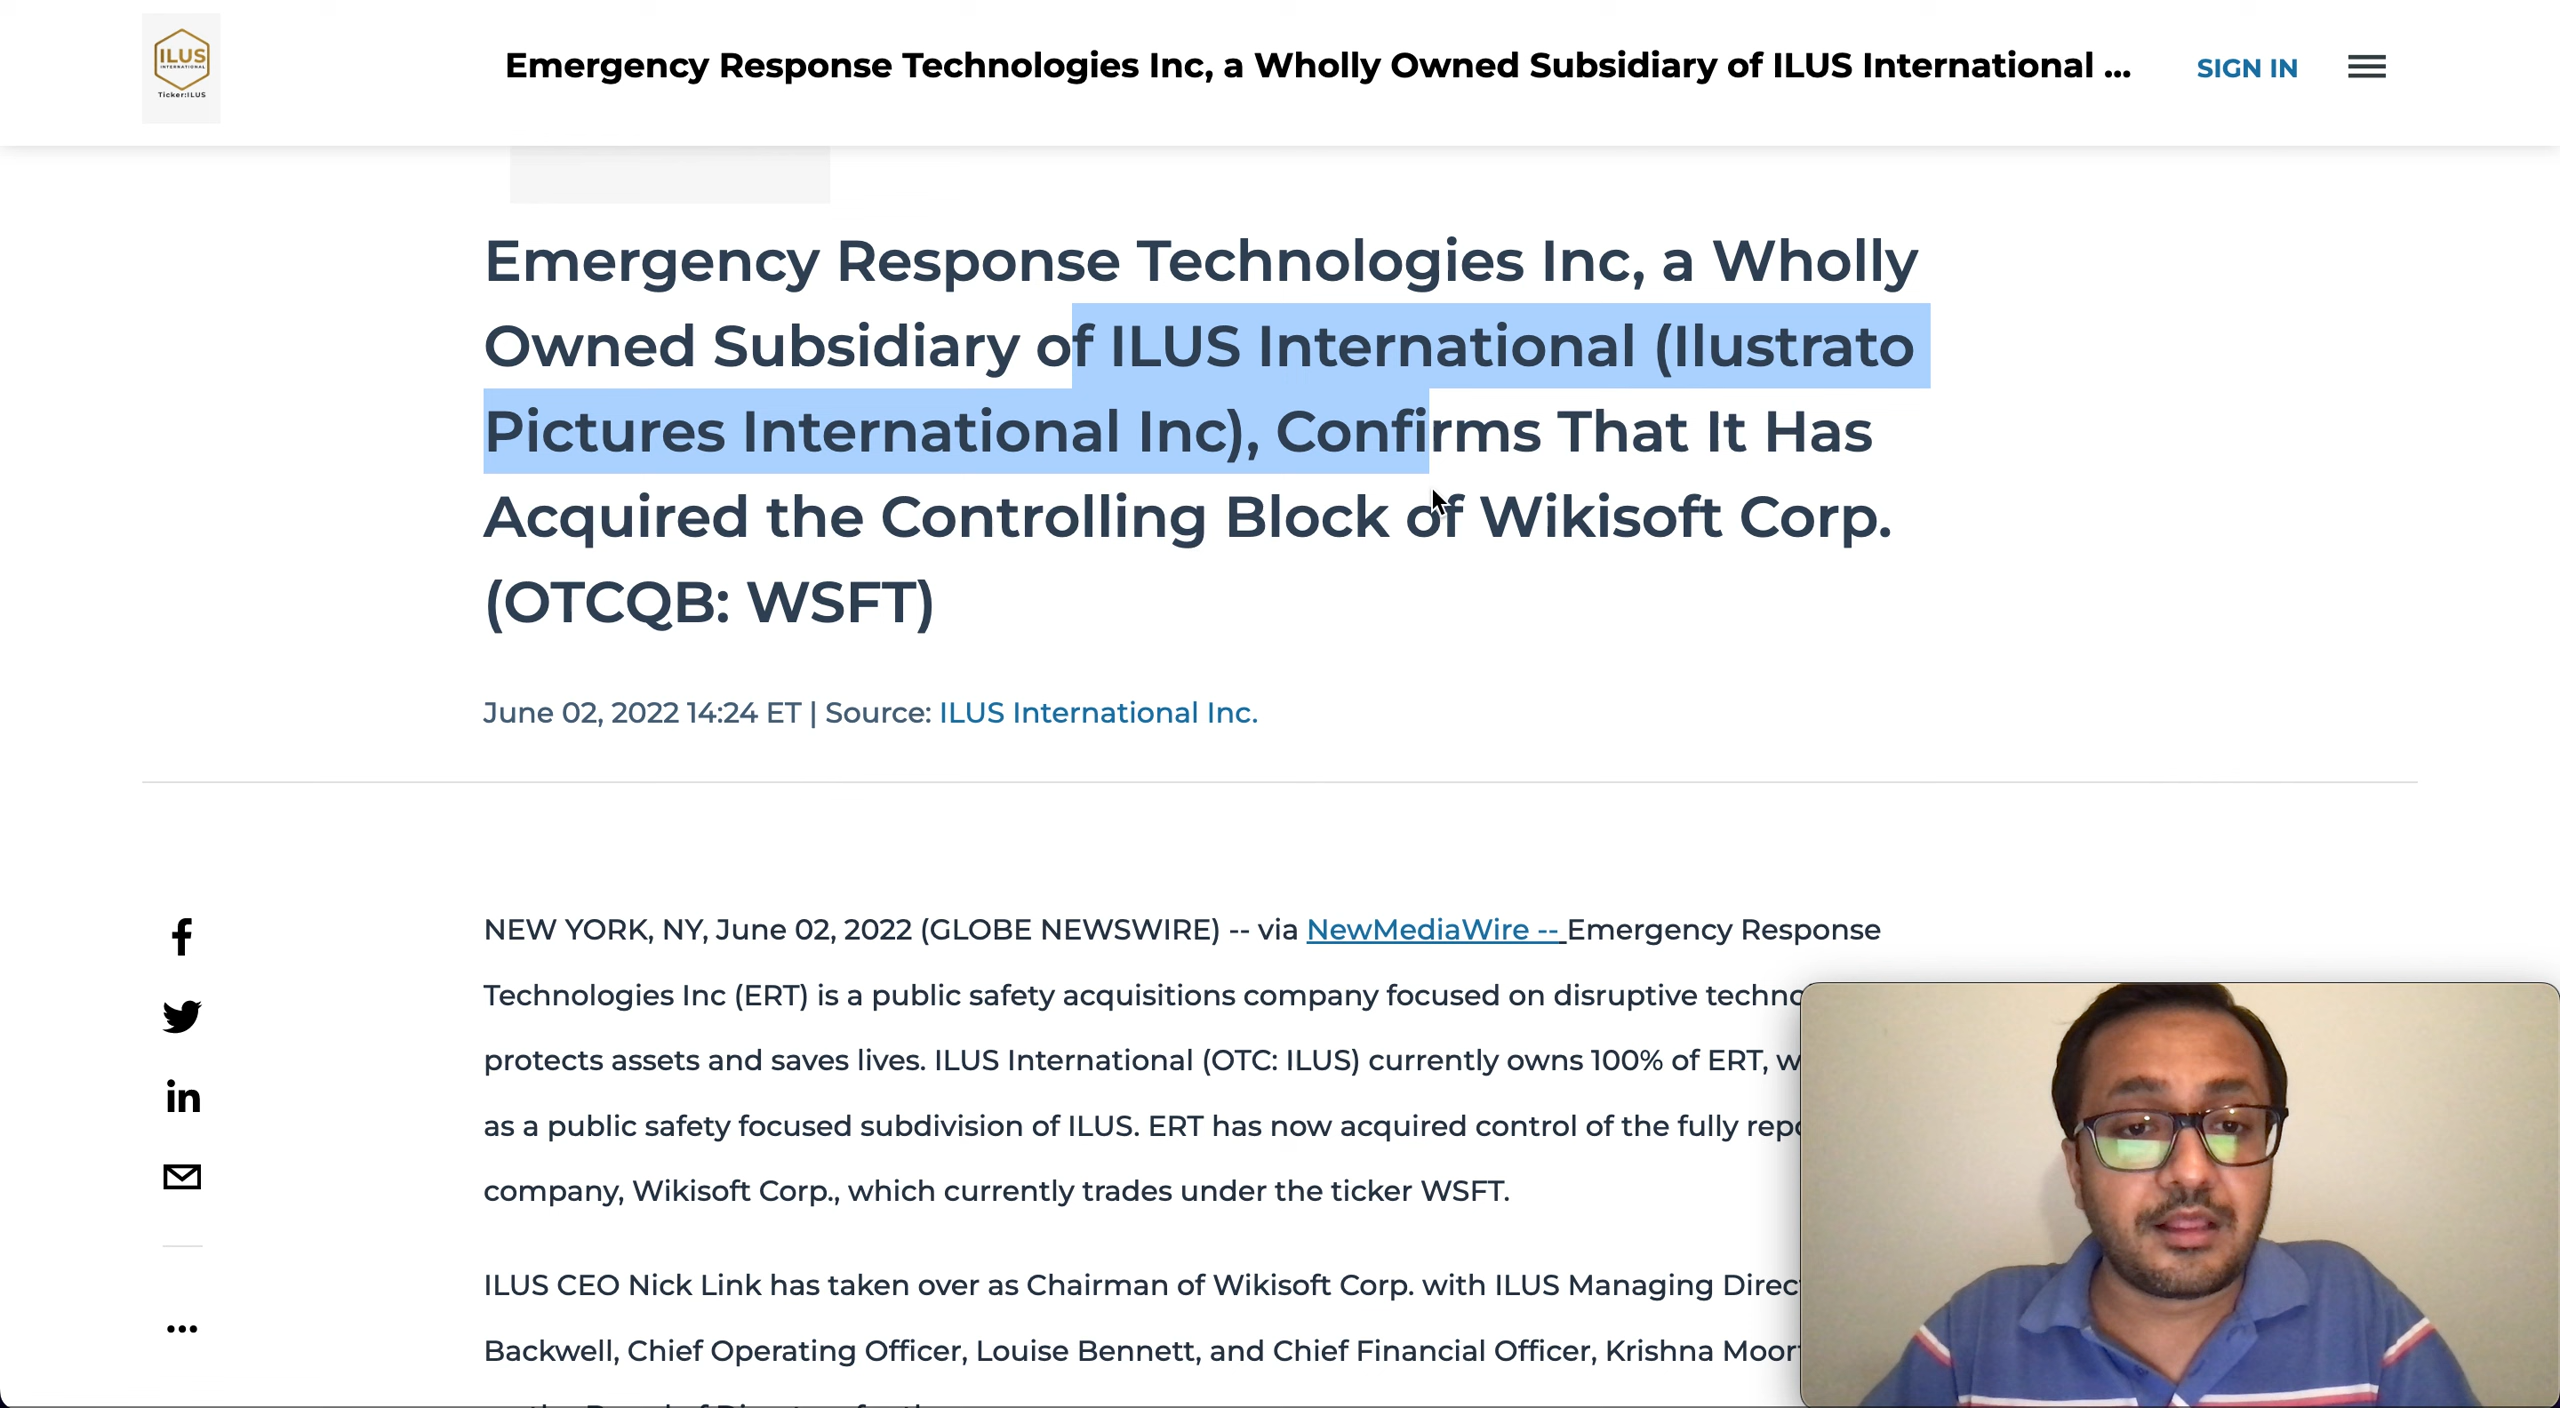 ILUS
INTERNATIONAL
Ticker:ILUS
Emergency Response Technologies Inc, a Wholly Owned Subsidiary of ILUS International ...
SIGN IN
Emergency Response Technologies Inc, a Wholly
Owned Subsidiary of ILUS International (Ilustrato
Pictures International Inc), Confirms That It Has
Acquired the Controlling Block of Wikisoft Corp.
(OTCQB: WSFT)
June 02, 2022 14:24 ET | Source: ILUS International Inc.
NEW YORK, NY, June 02, 2022 (GLOBE NEWSWIRE) -- via NewMediaWire -- Emergency Response
Technologies Inc (ERT) is a public safety acquisitions company focused on disruptive techno
protects assets and saves lives. ILUS International (OTC: ILUS) currently owns 100% of ERT, w
as a public safety focused subdivision of ILUS. ERT has now acquired control of the fully repo
company, Wikisoft Corp., which currently trades under the ticker WSFT.
ILUS CEO Nick Link has taken over as Chairman of Wikisoft Corp. with ILUS Managing Direc
Backwell, Chief Operating Officer, Louise Bennett, and Chief Financial Officer, Krishna Moor